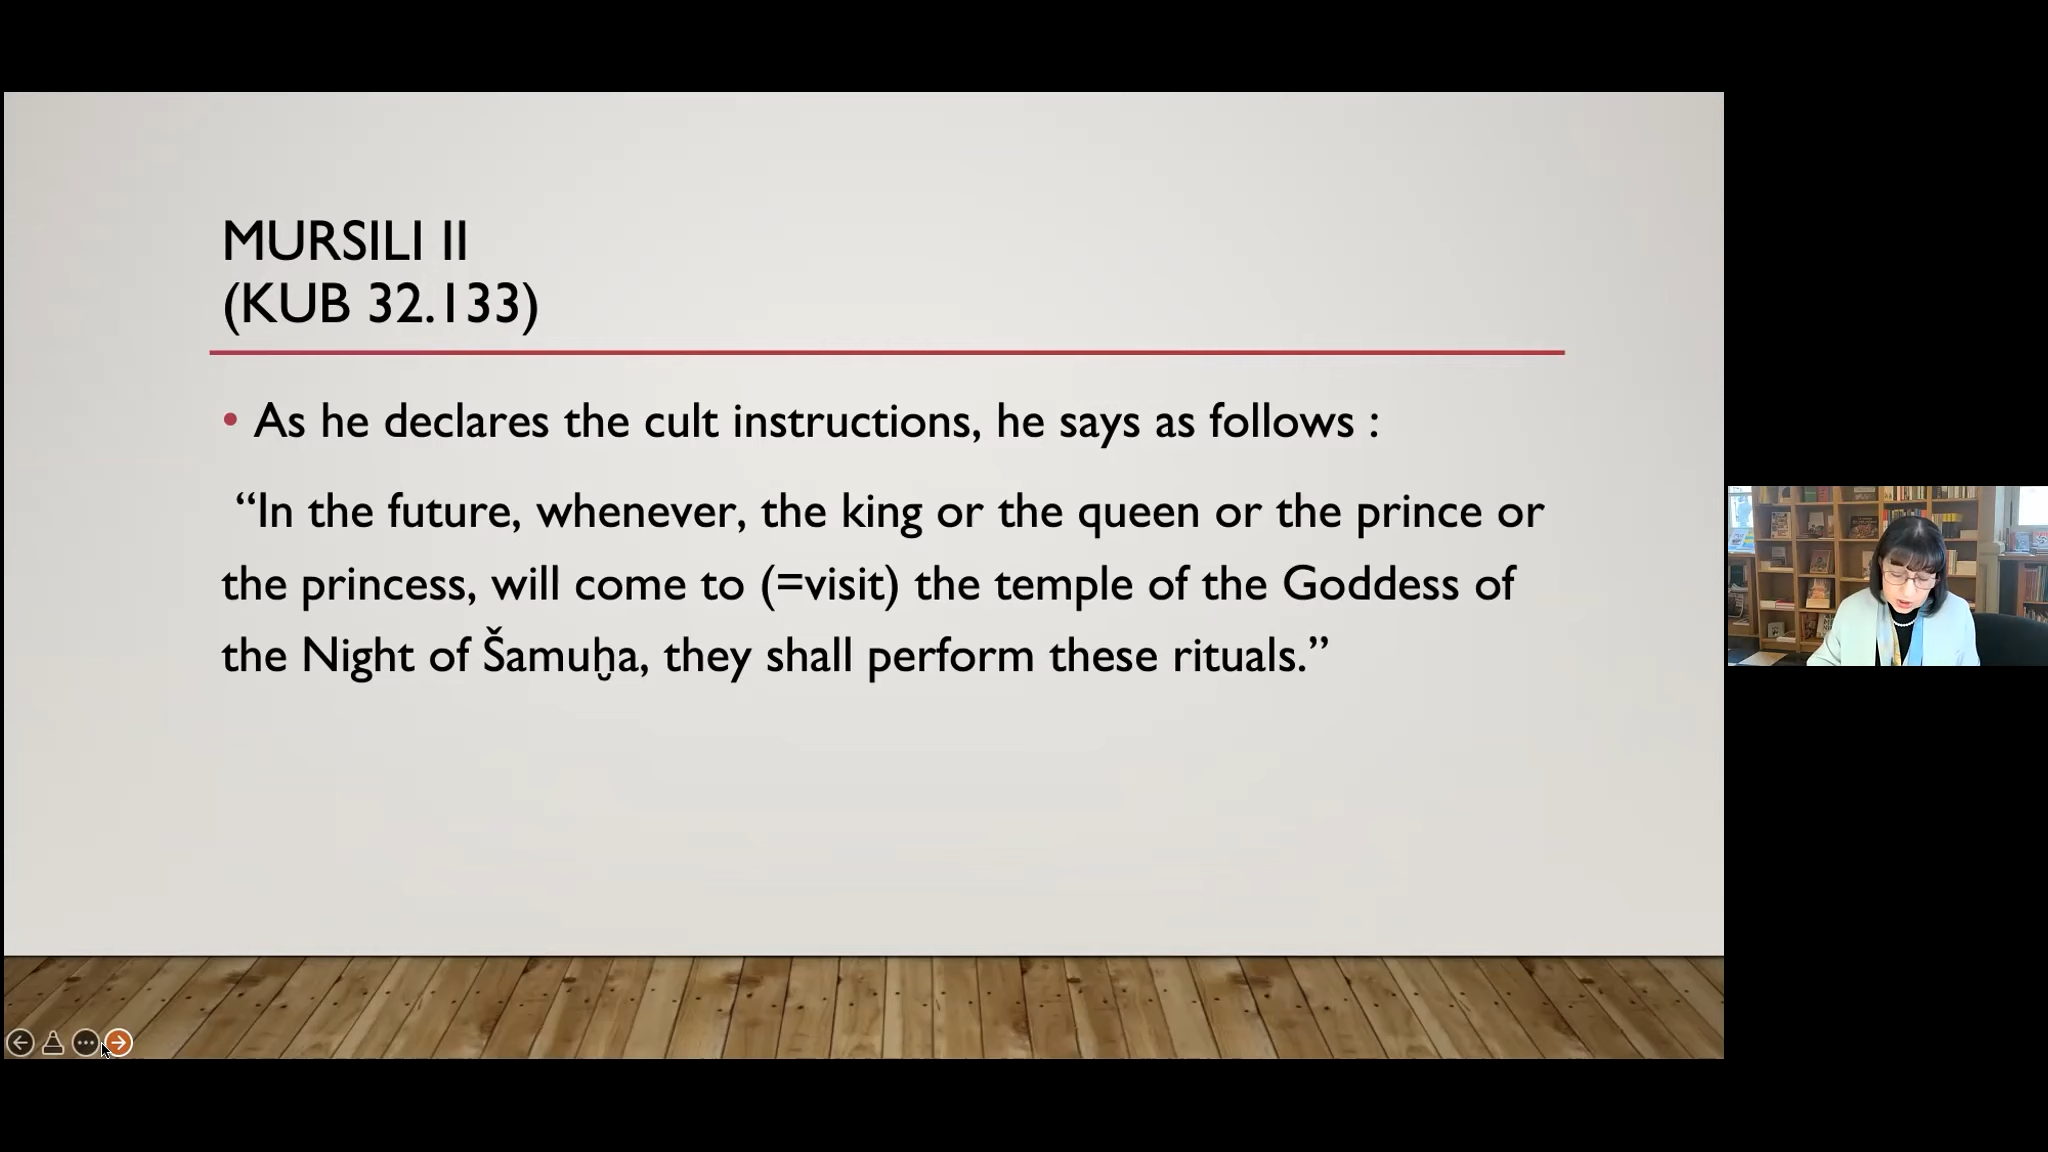 MURSILI II
(KUB 32.133)
• As he declares the cult instructions, he says as follows :
“In the future, whenever, the king or the queen or the prince or
the princess, will come to (=visit) the temple of the Goddess of
the Night of Šamuḫa, they shall perform these rituals.”